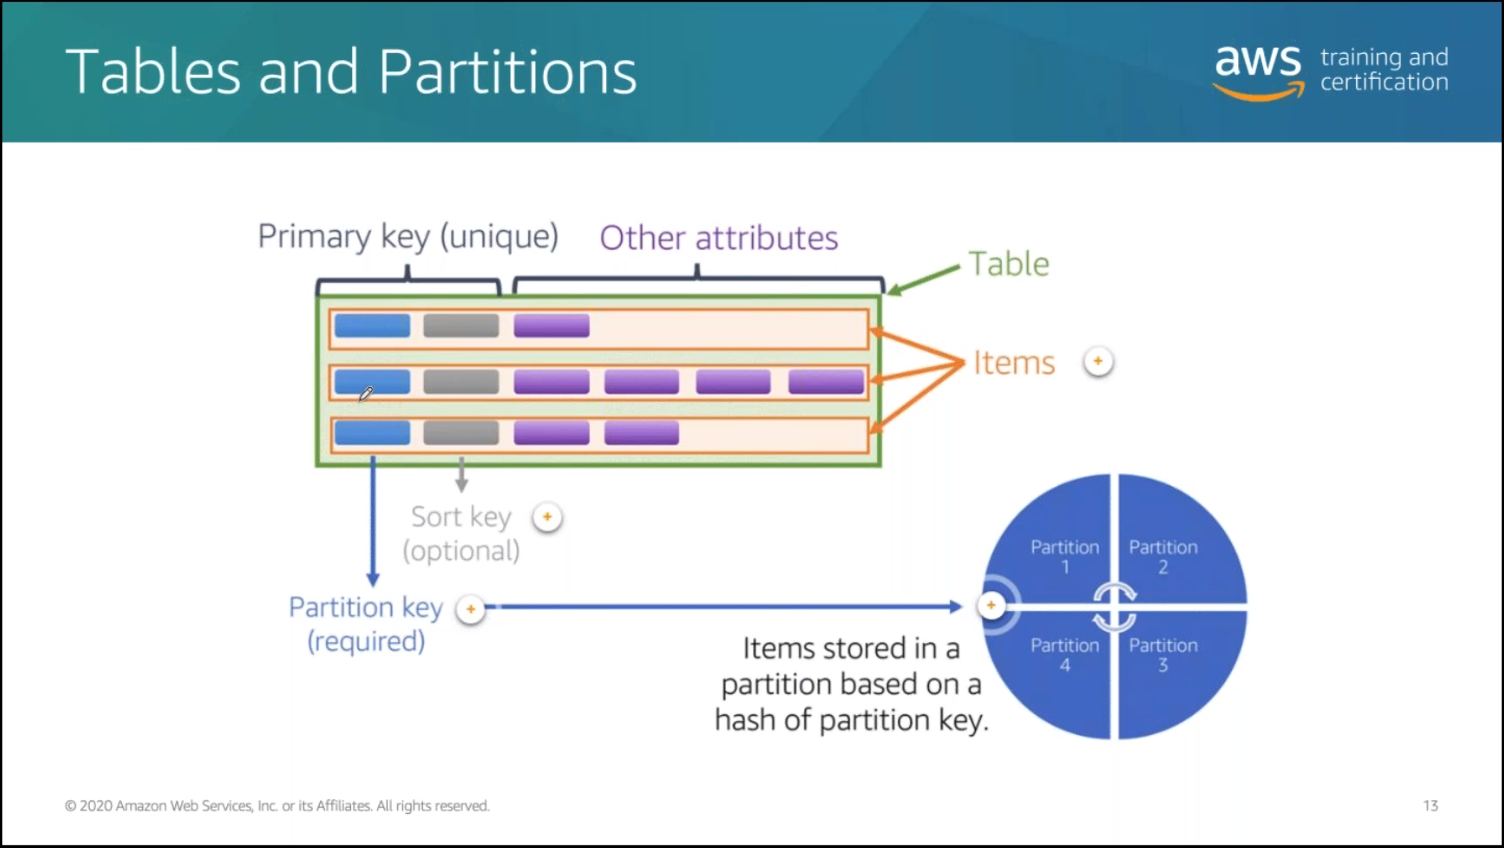 Tables and Partitions
aws training and
certification
Primary key (unique)
Other attributes
Table
Items
+
Sort key
(optional)
+
Partition key
(required)
+
+
Items stored in a
partition based on a
hash of partition key.
Partition
1
Partition
2
Partition
4
Partition
3
© 2020 Amazon Web Services, Inc. or its Affiliates. All rights reserved.
13